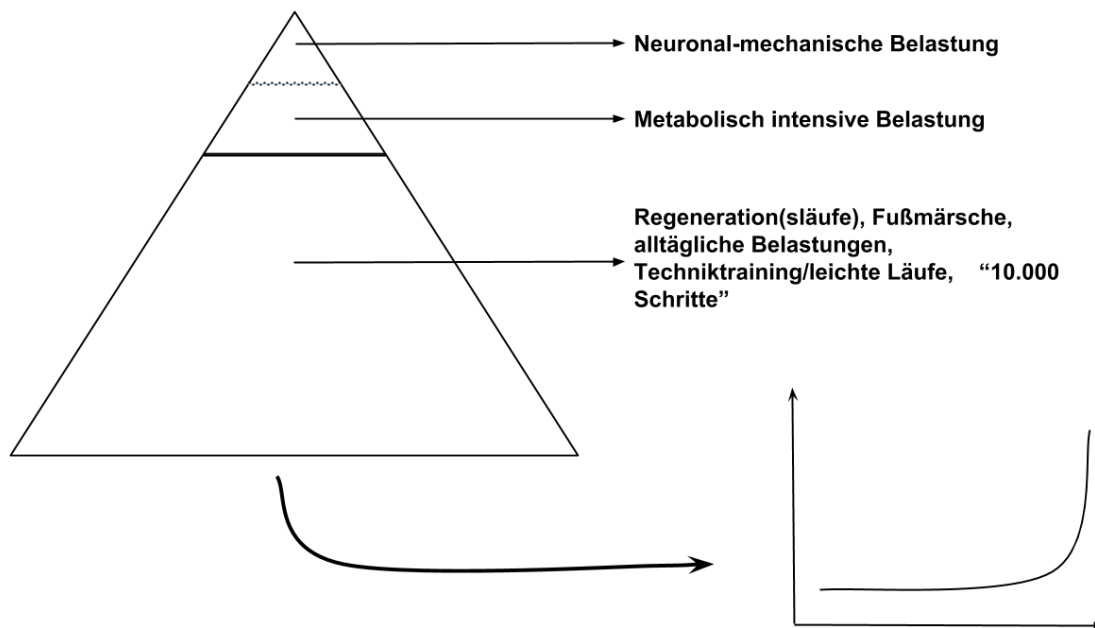 Neuronal-mechanische Belastung
Metabolisch intensive Belastung
Regeneration(släufe), Fußmärsche,
alltägliche Belastungen,
Techniktraining/leichte Läufe, “10.000
Schritte”